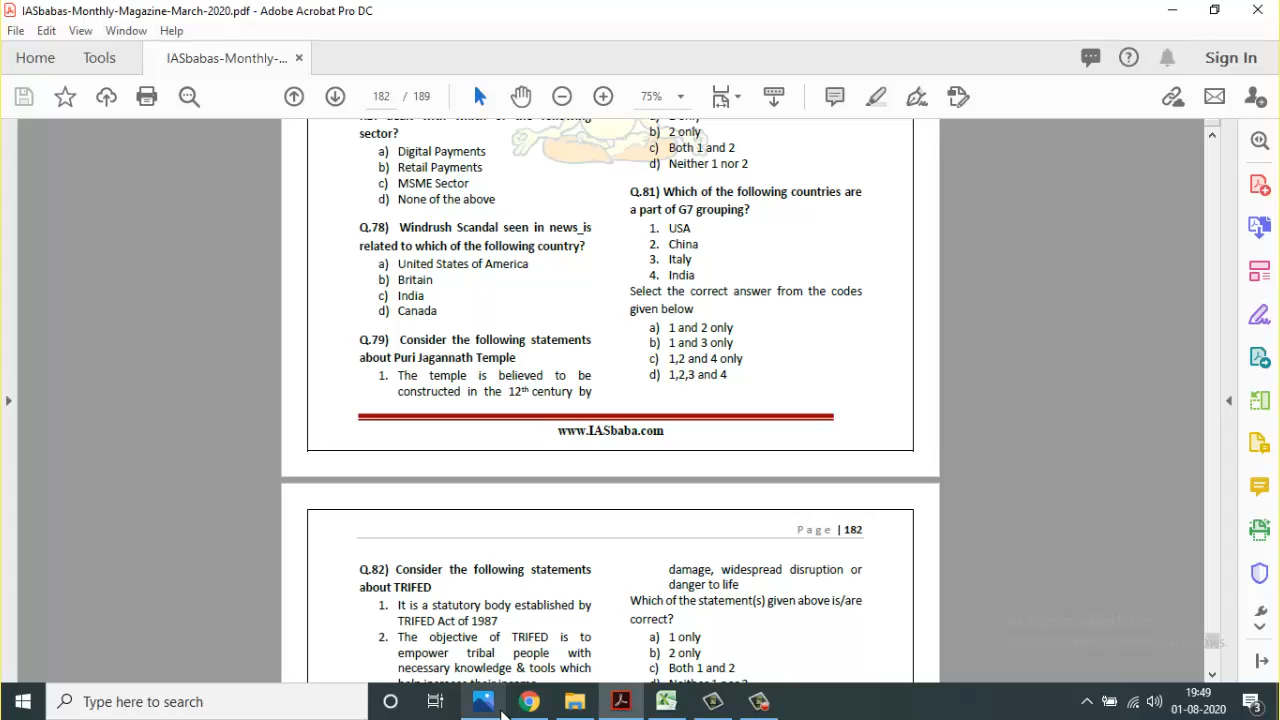 IASbabas-Monthly-Magazine-March-2020.pdf - Adobe Acrobat Pro DC
File Edit View Window Help
Home Tools IASbabas-Monthly-... × Sign In
182 / 189 75%
sector?
a) Digital Payments
b) Retail Payments
c) MSME Sector
d) None of the above
Q.78) Windrush Scandal seen in news is
related to which of the following country?
a) United States of America
b) Britain
c) India
d) Canada
Q.79) Consider the following statements
about Puri Jagannath Temple
1. The temple is believed to be
constructed in the 12th century by
b) 2 only
c) Both 1 and 2
d) Neither 1 nor 2
Q.81) Which of the following countries are
a part of G7 grouping?
1. USA
2. China
3. Italy
4. India
Select the correct answer from the codes
given below
a) 1 and 2 only
b) 1 and 3 only
c) 1,2 and 4 only
d) 1,2,3 and 4
www.IASbaba.com
Page | 182
Q.82) Consider the following statements
about TRIFED
1. It is a statutory body established by
TRIFED Act of 1987
2. The objective of TRIFED is to
empower tribal people with
necessary knowledge & tools which
damage, widespread disruption or
danger to life
Which of the statement(s) given above is/are
correct?
a) 1 only
b) 2 only
c) Both 1 and 2
Type here to search
19:49
01-08-2020
3